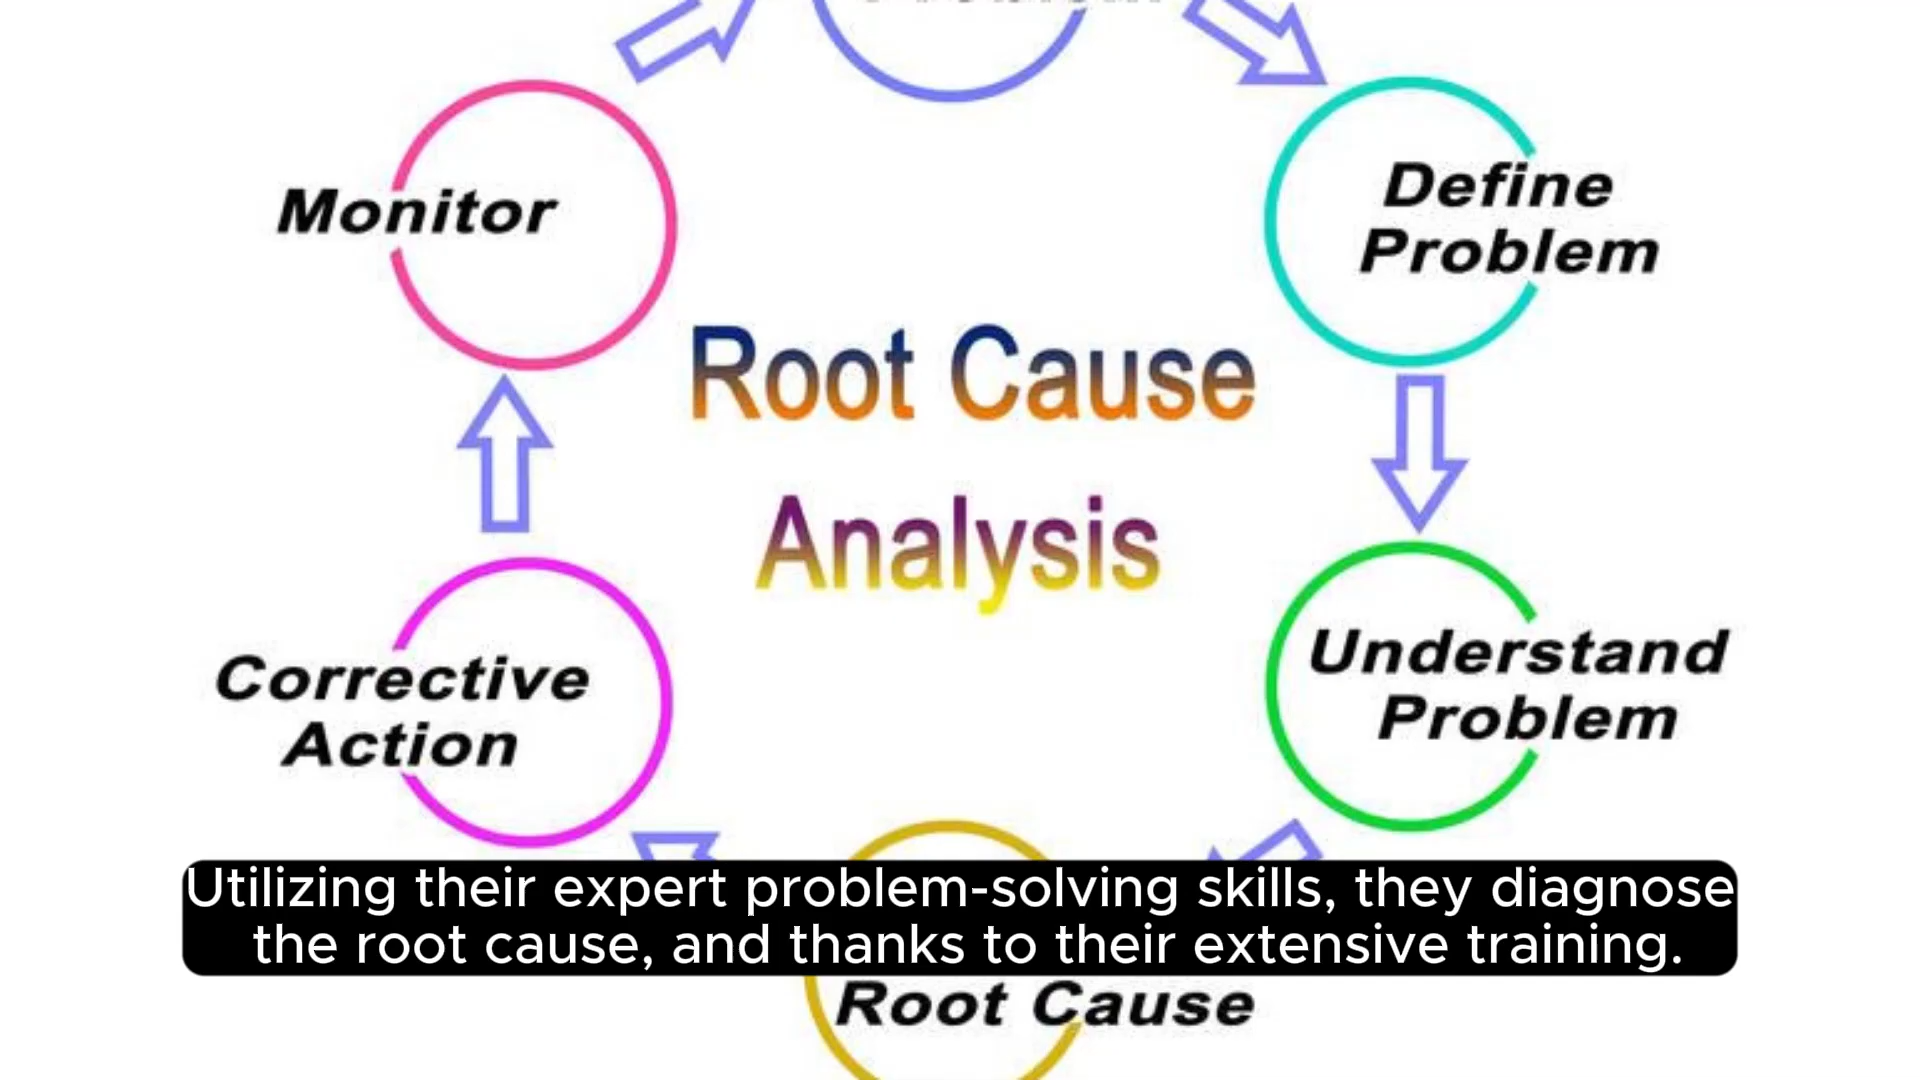 Monitor
Define
Problem
Root Cause
Analysis
Understand
Problem
Corrective
Action
Utilizing their expert problem-solving skills, they diagnose
the root cause, and thanks to their extensive training.
Root Cause